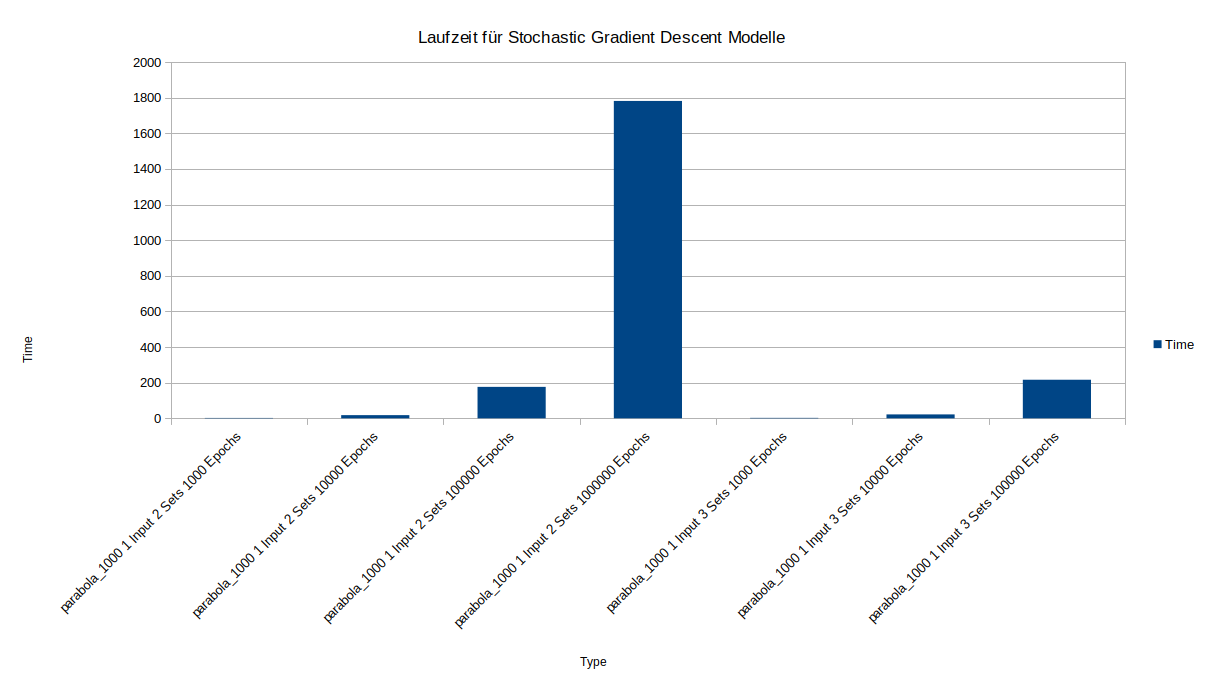 Laufzeit für Stochastic Gradient Descent Modelle
2000
1800
1600
1400
1200
1000
800
600
400
200
0
Time
Time
parabola_1000 1 Input 2 Sets 1000 Epochs
parabola_1000 1 Input 2 Sets 10000 Epochs
parabola_1000 1 Input 2 Sets 100000 Epochs
parabola_1000 1 Input 2 Sets 1000000 Epochs
parabola_1000 1 Input 3 Sets 1000 Epochs
parabola_1000 1 Input 3 Sets 10000 Epochs
parabola_1000 1 Input 3 Sets 100000 Epochs
Type